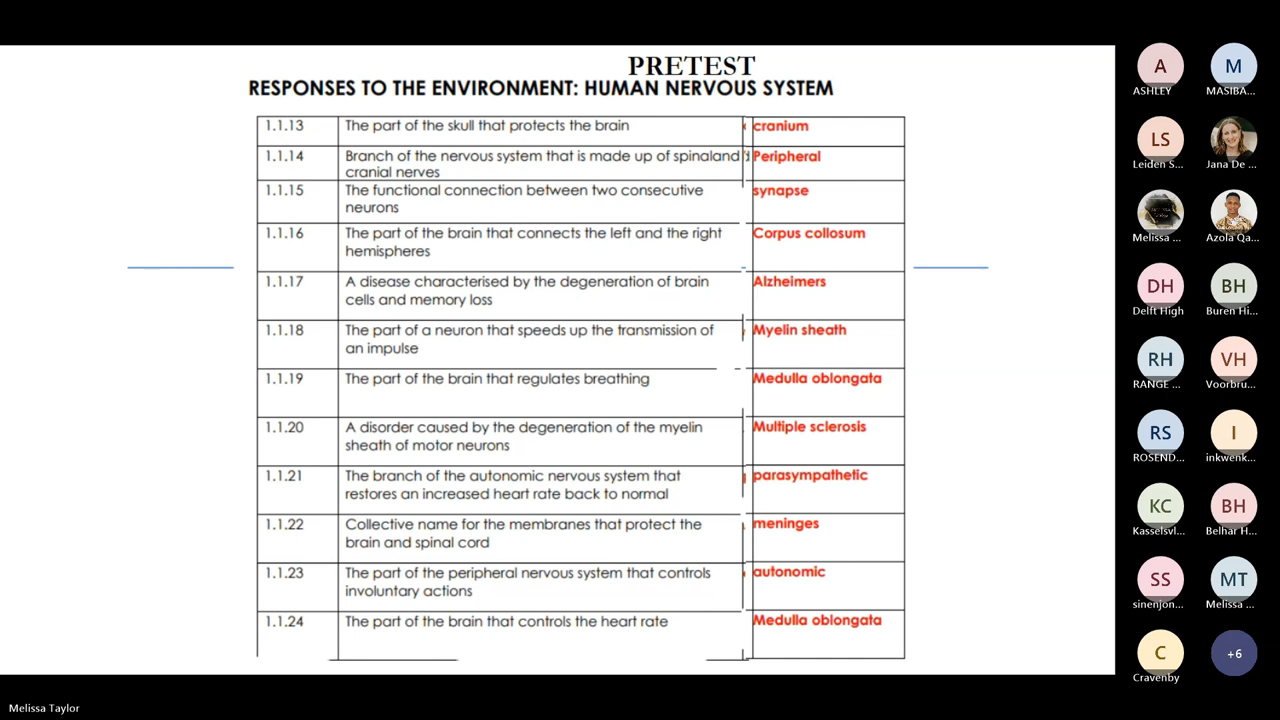 PRETEST
RESPONSES TO THE ENVIRONMENT: HUMAN NERVOUS SYSTEM
1.1.13 The part of the skull that protects the brain cranium
1.1.14 Branch of the nervous system that is made up of spinaland Peripheral
cranial nerves
1.1.15 The functional connection between two consecutive synapse
neurons
1.1.16 The part of the brain that connects the left and the right Corpus collosum
hemispheres
1.1.17 A disease characterised by the degeneration of brain Alzheimers
cells and memory loss
1.1.18 The part of a neuron that speeds up the transmission of Myelin sheath
an impulse
1.1.19 The part of the brain that regulates breathing Medulla oblongata
1.1.20 A disorder caused by the degeneration of the myelin Multiple sclerosis
sheath of motor neurons
1.1.21 The branch of the autonomic nervous system that parasympathetic
restores an increased heart rate back to normal
1.1.22 Collective name for the membranes that protect the meninges
brain and spinal cord
1.1.23 The part of the peripheral nervous system that controls autonomic
involuntary actions
1.1.24 The part of the brain that controls the heart rate Medulla oblongata
A M
ASHLEY MASIBA...
LS
Leiden S... Jana De ...
Melissa ... Azola Qa...
DH BH
Delft High Buren Hi...
RH VH
RANGE ... Voorbru...
RS I
ROSEND... inkwenk...
KC BH
Kasselsvl... Belhar H...
SS MT
sinenjon... Melissa ...
C +6
Cravenby
Melissa Taylor